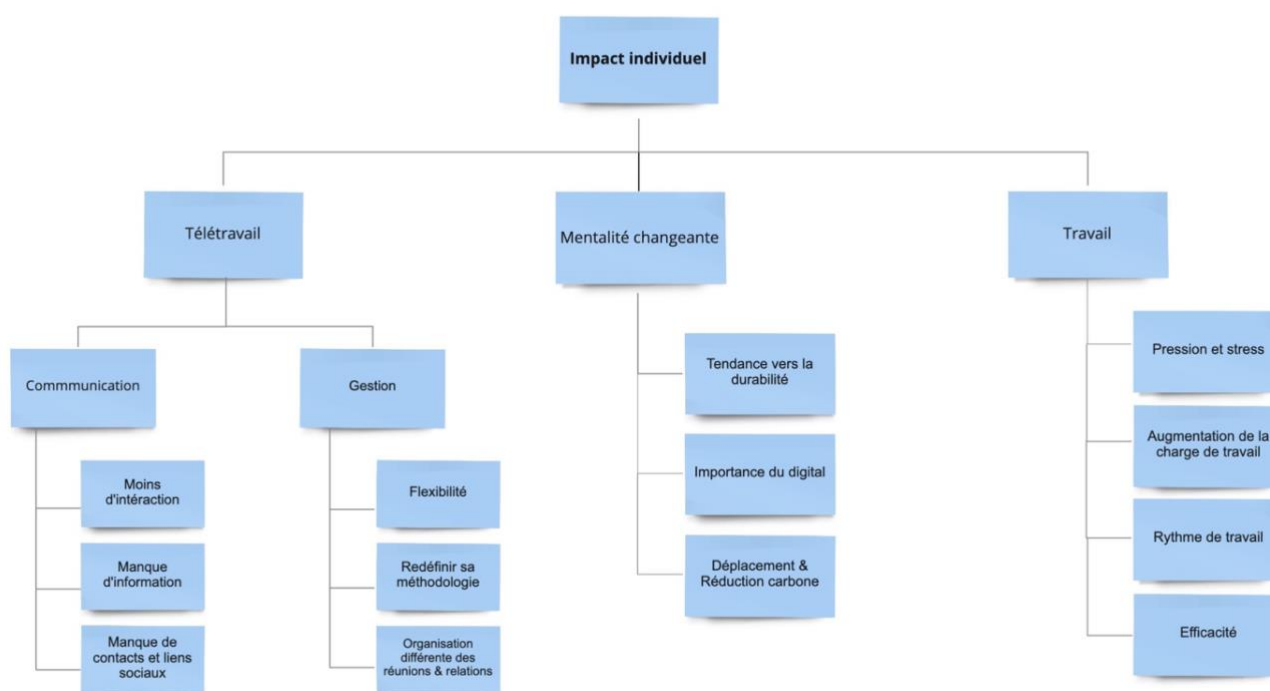 Impact individuel
Télétravail
Mentalité changeante
Travail
Commmunication
Gestion
Moins
d'intéraction
Manque
d'information
Manque de
contacts et liens
sociaux
Flexibilité
Redéfinir sa
méthodologie
Organisation
différente des
réunions & relations
Tendance vers la
durabilité
Importance du digital
Déplacement &
Réduction carbone
Pression et stress
Augmentation de la
charge de travail
Rythme de travail
Efficacité